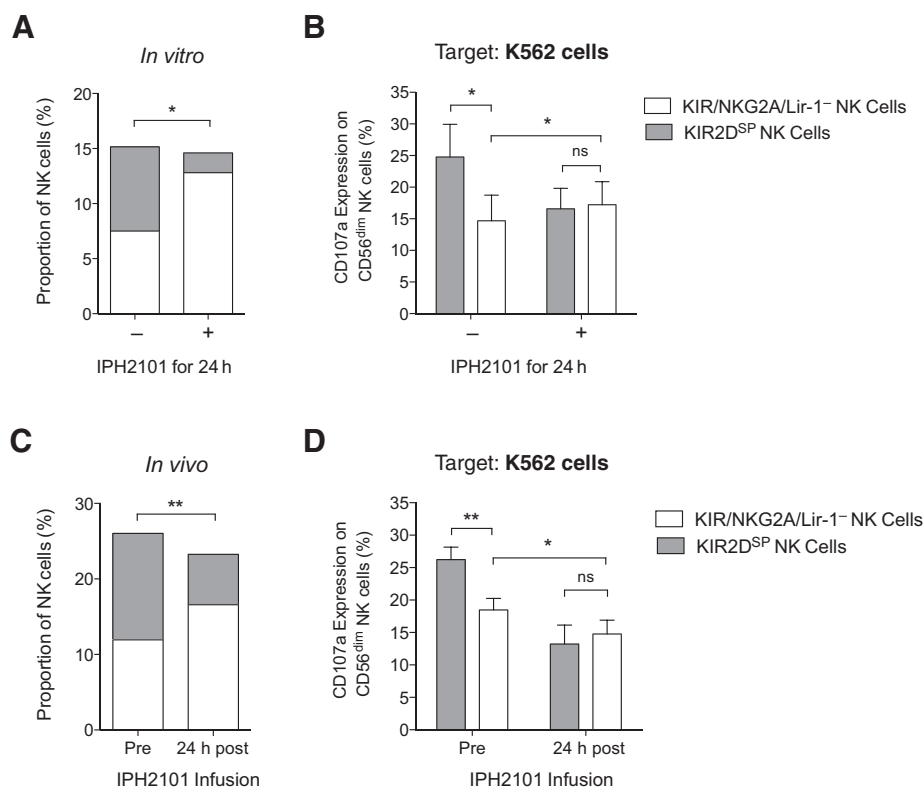 A
In vitro
Proportion of NK cells (%)
20
15
10
5
0
*
– +
IPH2101 for 24 h
B
Target: K562 cells
CD107a Expression on
CD56dim NK cells (%)
35
30
25
20
15
10
5
0
*
*
ns
– +
IPH2101 for 24 h
KIR/NKG2A/Lir-1– NK Cells
KIR2DSP NK Cells
C
In vivo
Proportion of NK cells (%)
30
20
10
0
**
Pre 24 h post
IPH2101 Infusion
D
Target: K562 cells
CD107a Expression on
CD56dim NK cells (%)
35
30
25
20
15
10
5
0
**
*
ns
Pre 24 h post
IPH2101 Infusion
KIR/NKG2A/Lir-1– NK Cells
KIR2DSP NK Cells